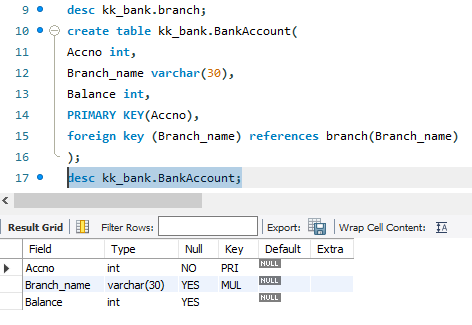 9 desc kk_bank.branch;
10 create table kk_bank.BankAccount(
11 Accno int,
12 Branch_name varchar(30),
13 Balance int,
14 PRIMARY KEY(Accno),
15 foreign key (Branch_name) references branch(Branch_name)
16 );
17 desc kk_bank.BankAccount;
Result Grid Filter Rows: Export: Wrap Cell Content: IA
Field Type Null Key Default Extra
Accno int NO PRI NULL
Branch_name varchar(30) YES MUL NULL
Balance int YES NULL